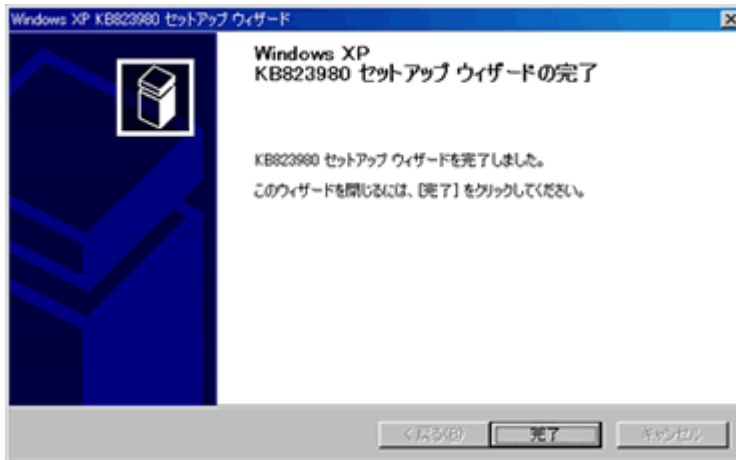 Windows XP KB823980 セットアップ ウィザード
Windows XP
KB823980 セットアップ ウィザードの完了
KB823980 セットアップ ウィザードを完了しました。
このウィザードを閉じるには、[完了] をクリックしてください。
< 戻る(B)
完了
キャンセル